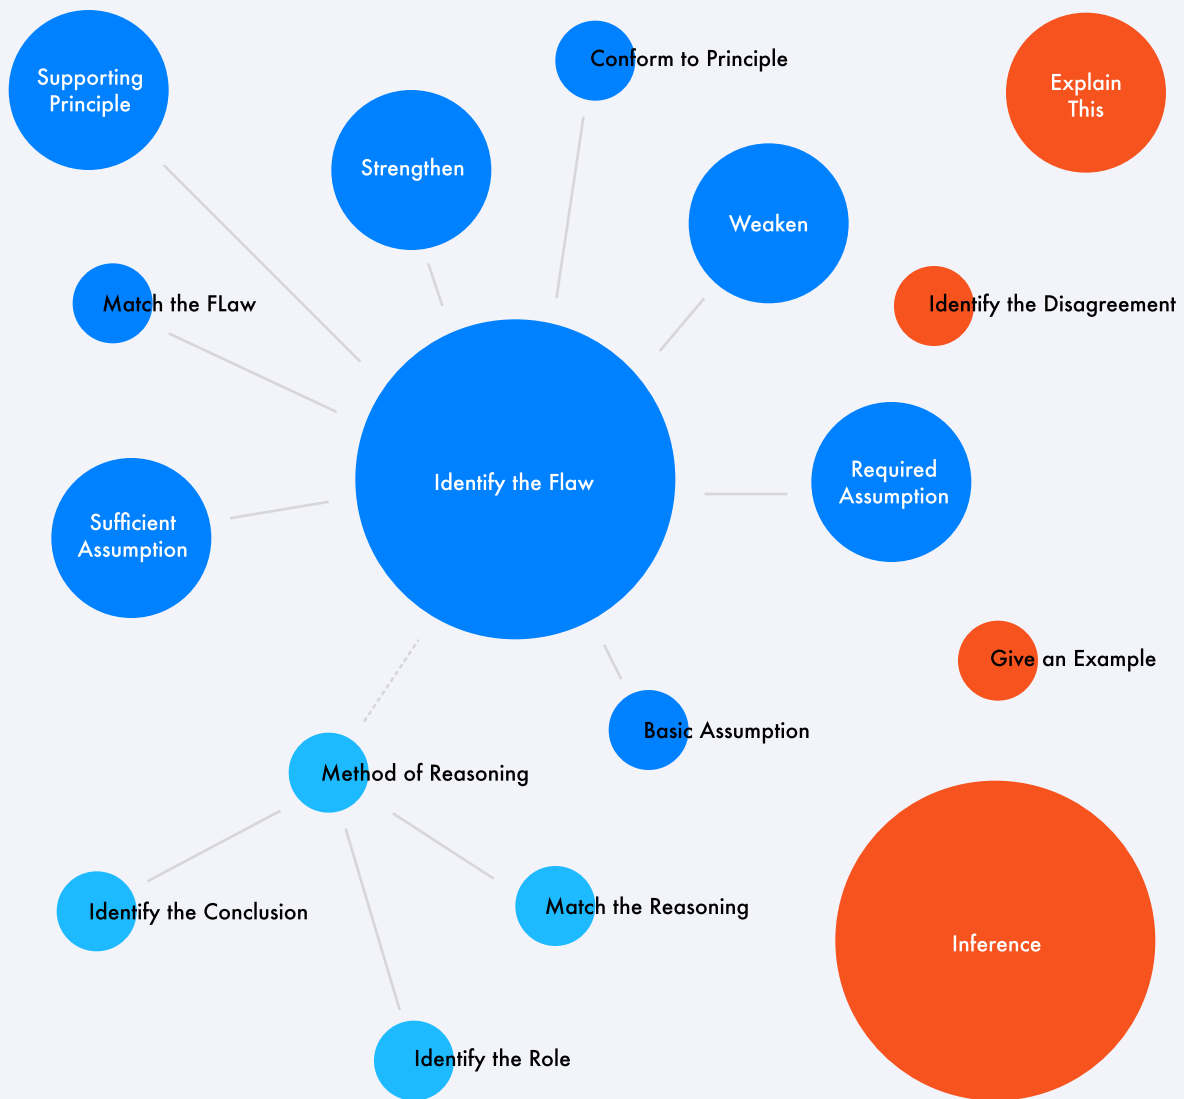 Supporting
Principle
Conform to Principle
Explain
This
Strengthen
Weaken
Match the FLaw
Identify the Disagreement
Identify the Flaw
Required
Assumption
Sufficient
Assumption
Give an Example
Basic Assumption
Method of Reasoning
Identify the Conclusion
Match the Reasoning
Inference
Identify the Role